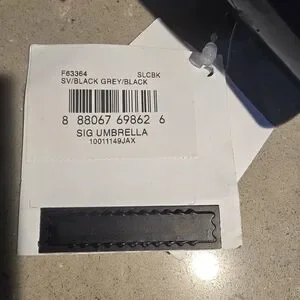 F63364 SLCBK
SV/BLACK GREY/BLACK
8 88067 69862 6
SIG UMBRELLA
10011149JAX